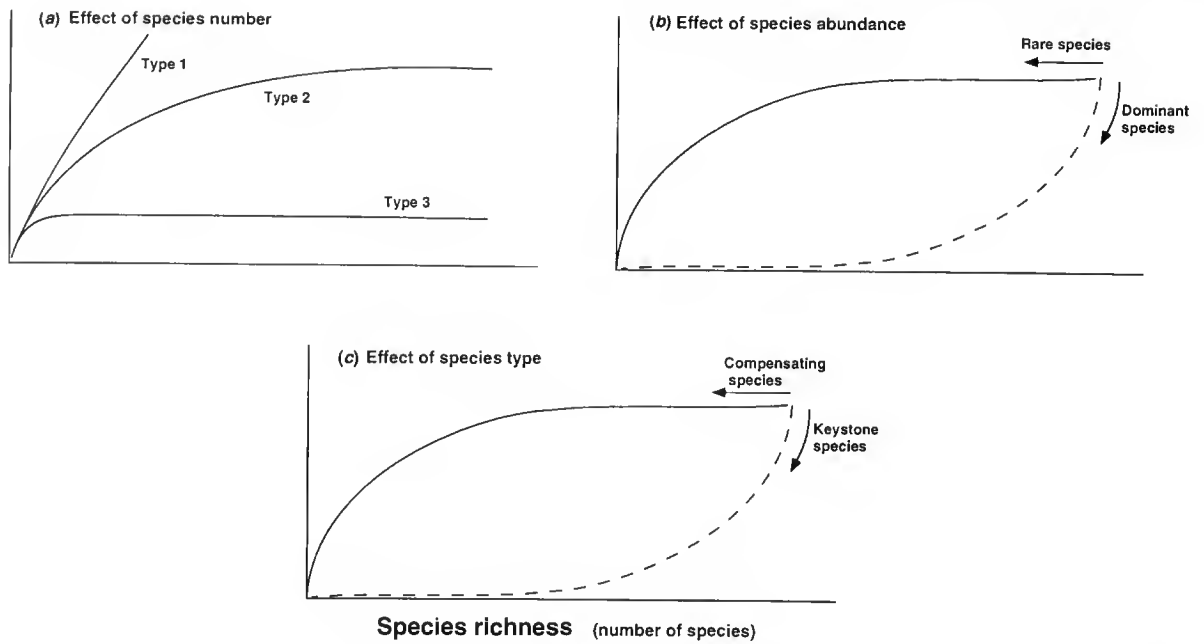 (a) Effect of species number
Type 1
Type 2
Type 3
(b) Effect of species abundance
Rare species
Dominant
species
(c) Effect of species type
Compensating
species
Keystone
species
Species richness (number of species)